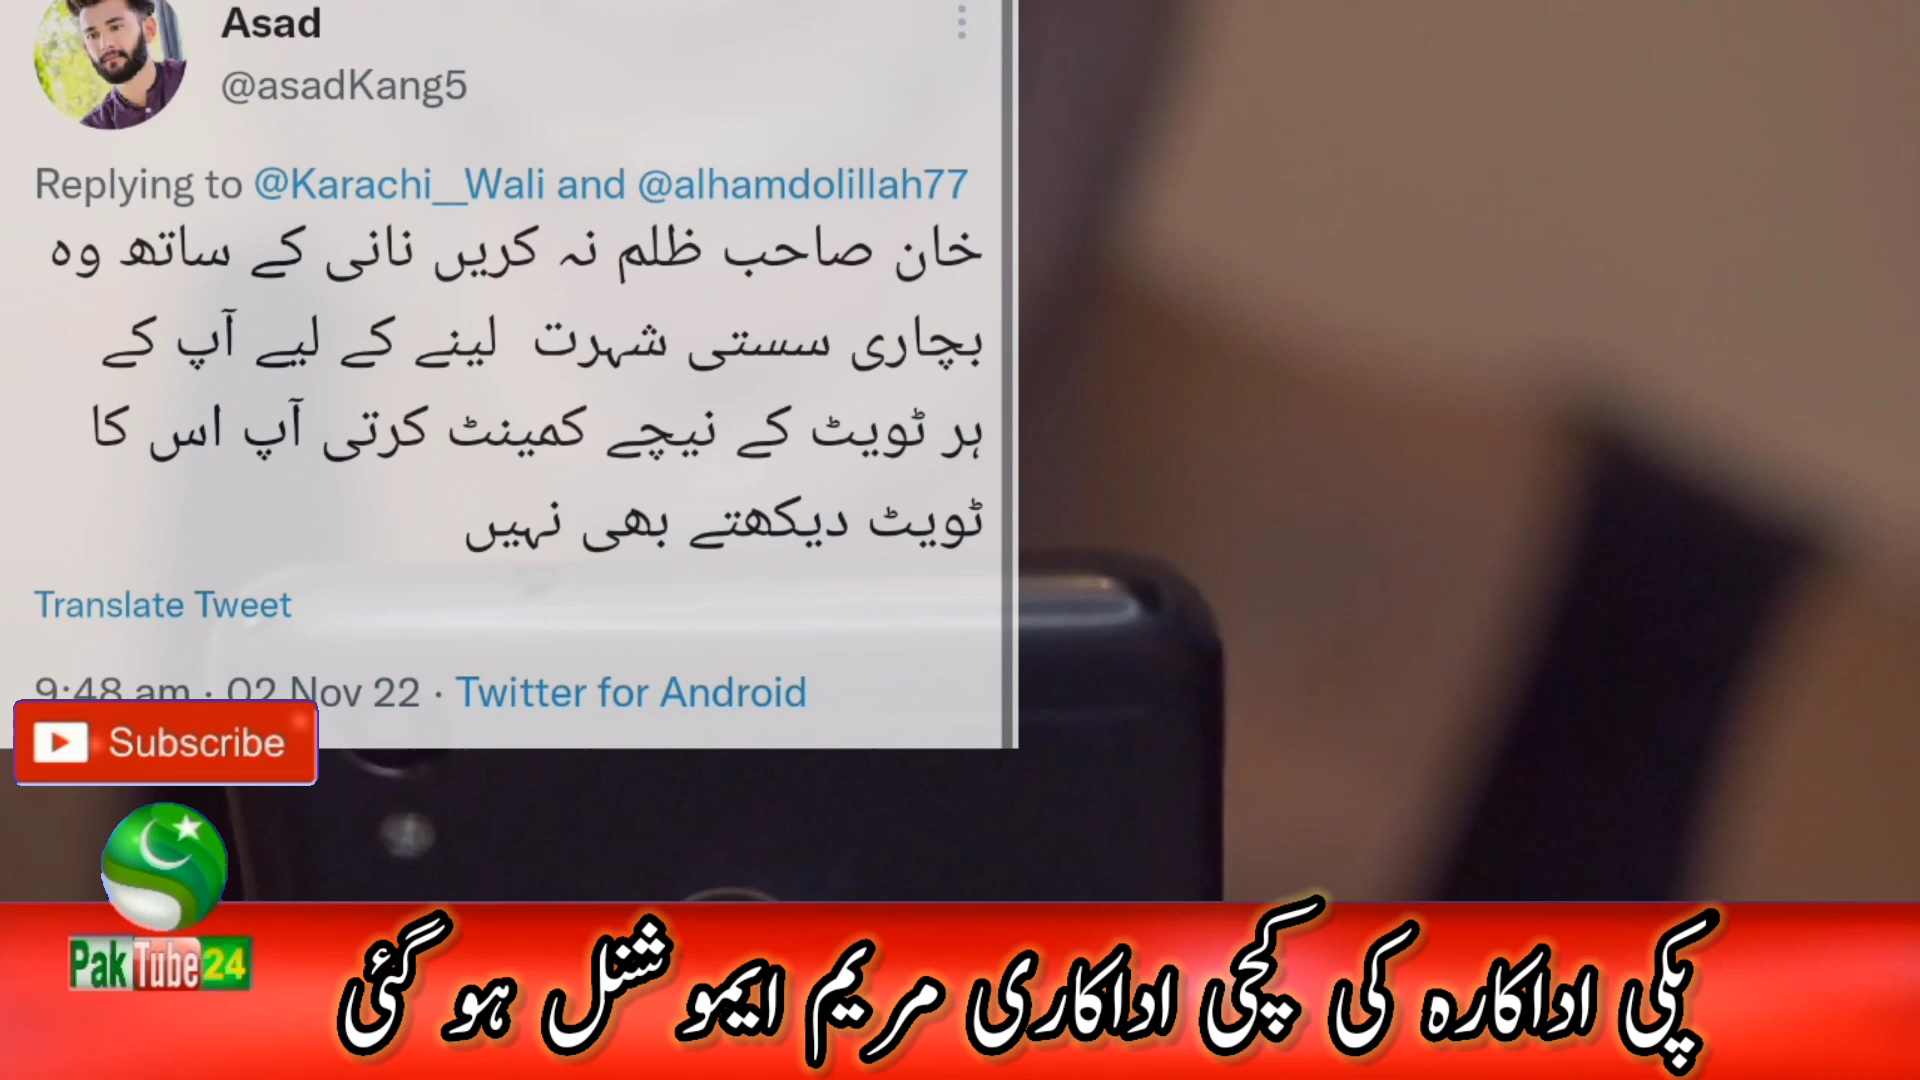 Asad
@asadKang5
Replying to @Karachi__Wali and @alhamdolillah77
خان صاحب ظلم نہ کریں نانی کے ساتھ وہ
بچاری سستی شہرت لینے کے لیے آپ کے
ہر ٹویٹ کے نیچے کمینٹ کرتی آپ اس کا
ٹویٹ دیکھتے بھی نہیں
Translate Tweet
9:48 am · 02 Nov 22 · Twitter for Android
Subscribe
PakTube24
پکی اداکارہ کی کچی اداکاری مریم ایموشنل ہو گئی